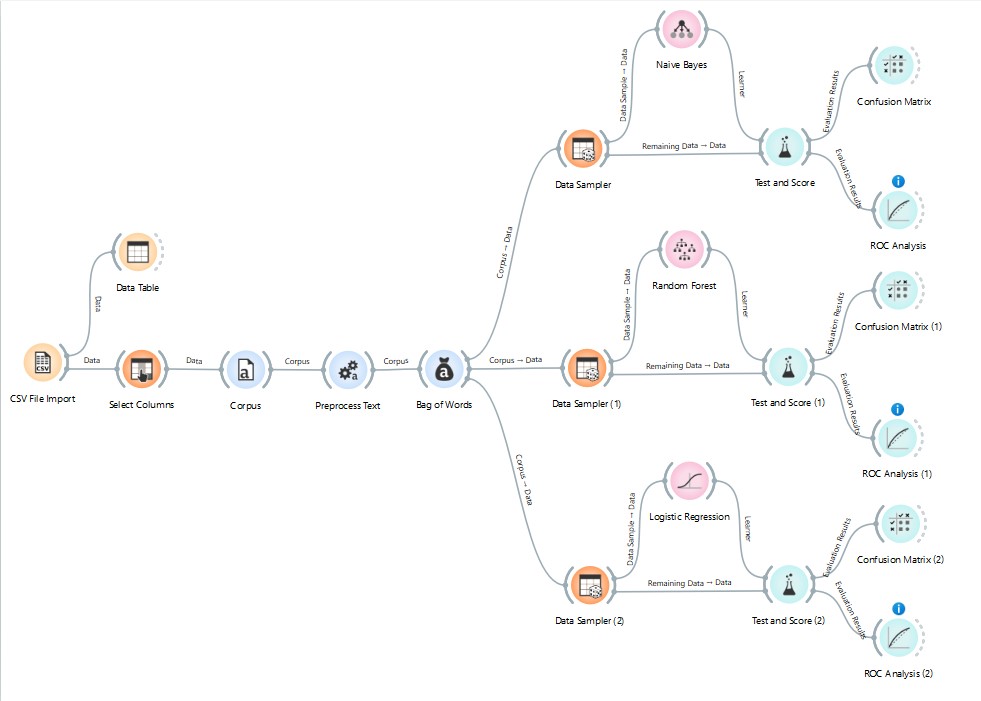 Naive Bayes
Data Sample → Data
Learner
Evaluation Results
Confusion Matrix
Remaining Data → Data
Data Sampler
Test and Score
Evaluation Results
ROC Analysis
Corpus → Data
Data Table
Data
Random Forest
Data Sample → Data
Learner
Evaluation Results
Confusion Matrix (1)
CSV
CSV File Import
Data
Select Columns
Data
a
Corpus
Corpus
a
Preprocess Text
Corpus
a
Bag of Words
Corpus → Data
Data Sampler (1)
Remaining Data → Data
Test and Score (1)
Evaluation Results
ROC Analysis (1)
Corpus → Data
Logistic Regression
Data Sample → Data
Learner
Evaluation Results
Confusion Matrix (2)
Remaining Data → Data
Data Sampler (2)
Test and Score (2)
Evaluation Results
ROC Analysis (2)